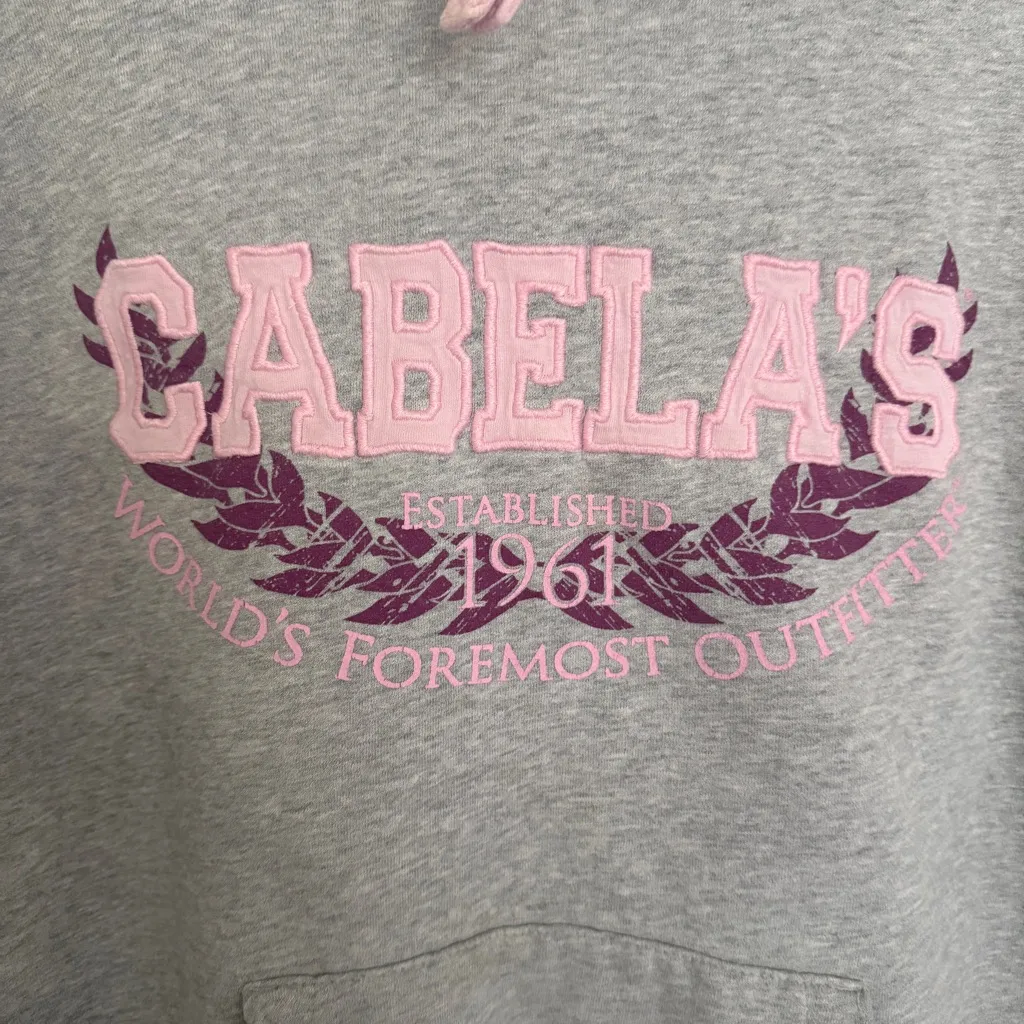 CABELA'S
ESTABLISHED
1961
WORLD'S FOREMOST OUTFITTER